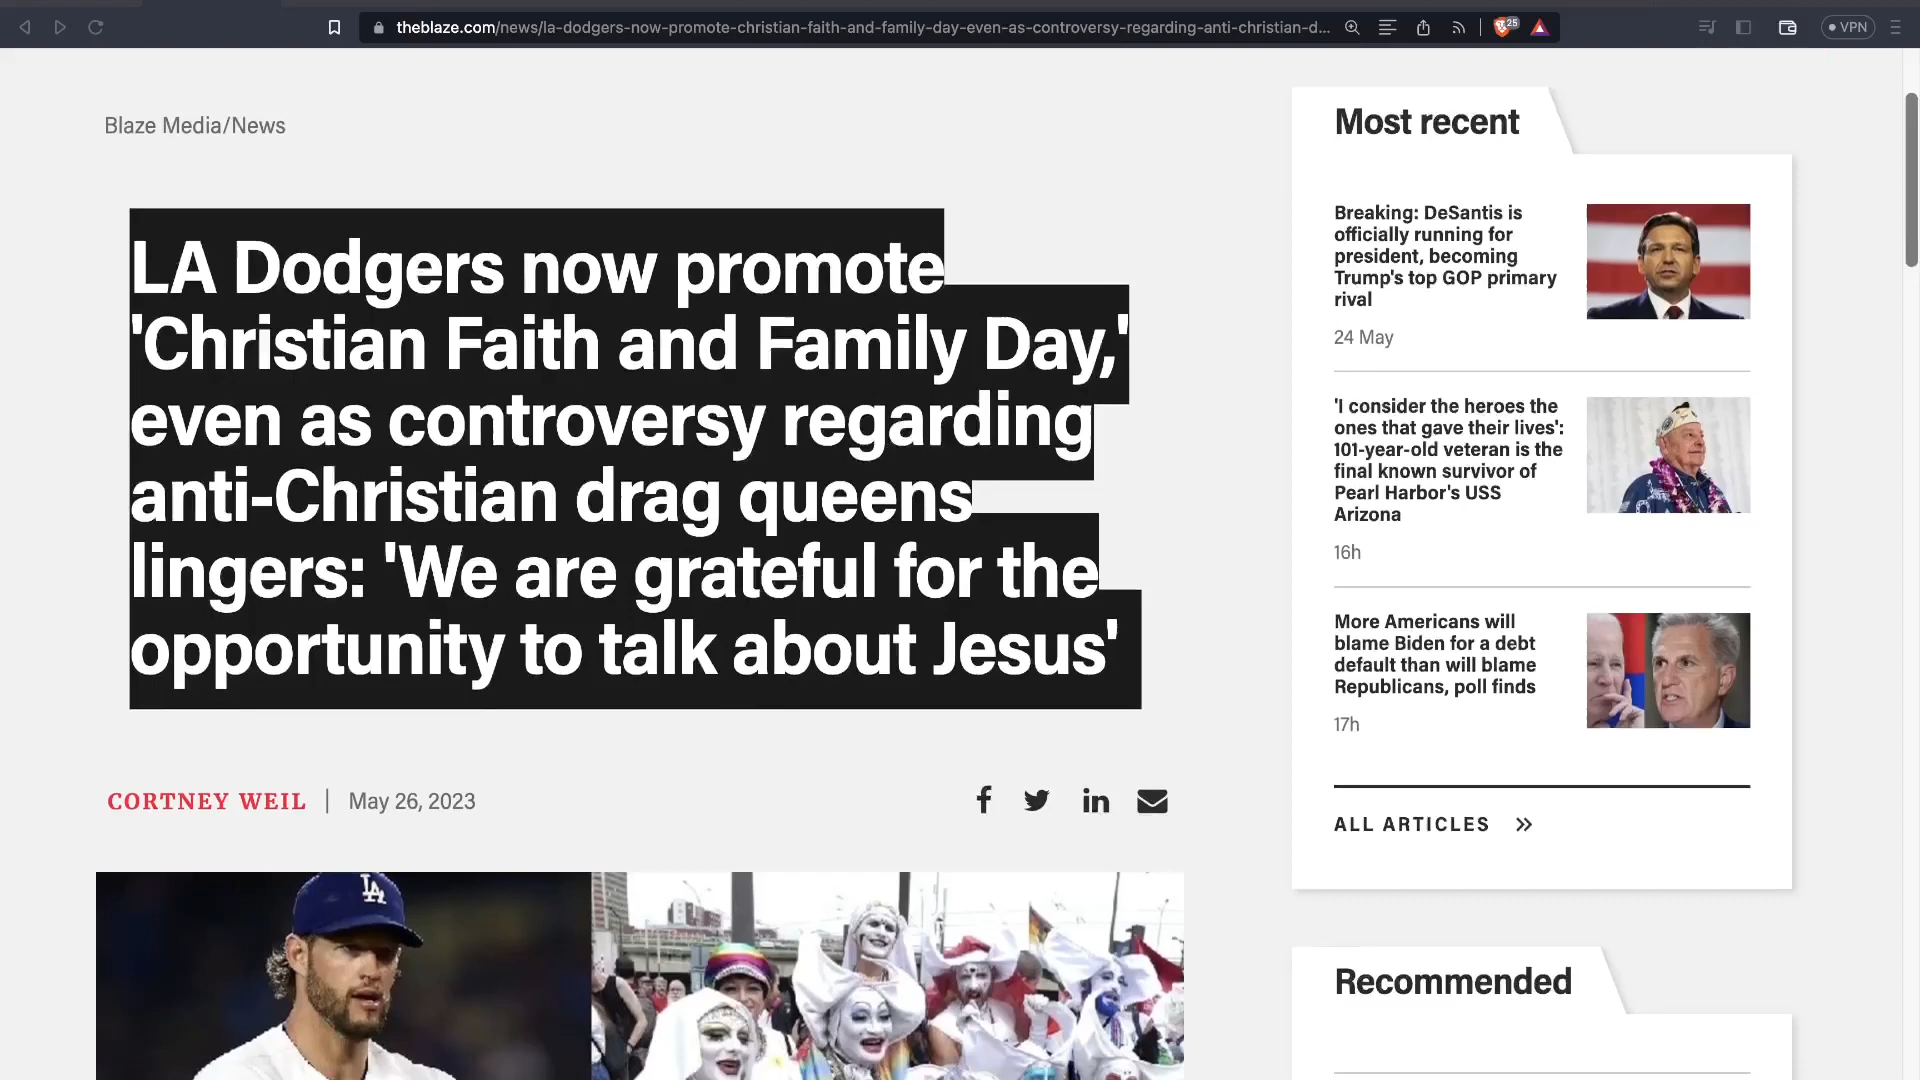 theblaze.com/news/la-dodgers-now-promote-christian-faith-and-family-day-even-as-controversy-regarding-anti-christian-d...
25
VPN
Blaze Media/News
LA Dodgers now promote
'Christian Faith and Family Day,'
even as controversy regarding
anti-Christian drag queens
lingers: 'We are grateful for the
opportunity to talk about Jesus'
CORTNEY WEIL | May 26, 2023
LA
Most recent
Breaking: DeSantis is
officially running for
president, becoming
Trump's top GOP primary
rival
24 May
'I consider the heroes the
ones that gave their lives':
101-year-old veteran is the
final known survivor of
Pearl Harbor's USS
Arizona
16h
More Americans will
blame Biden for a debt
default than will blame
Republicans, poll finds
17h
ALL ARTICLES
Recommended